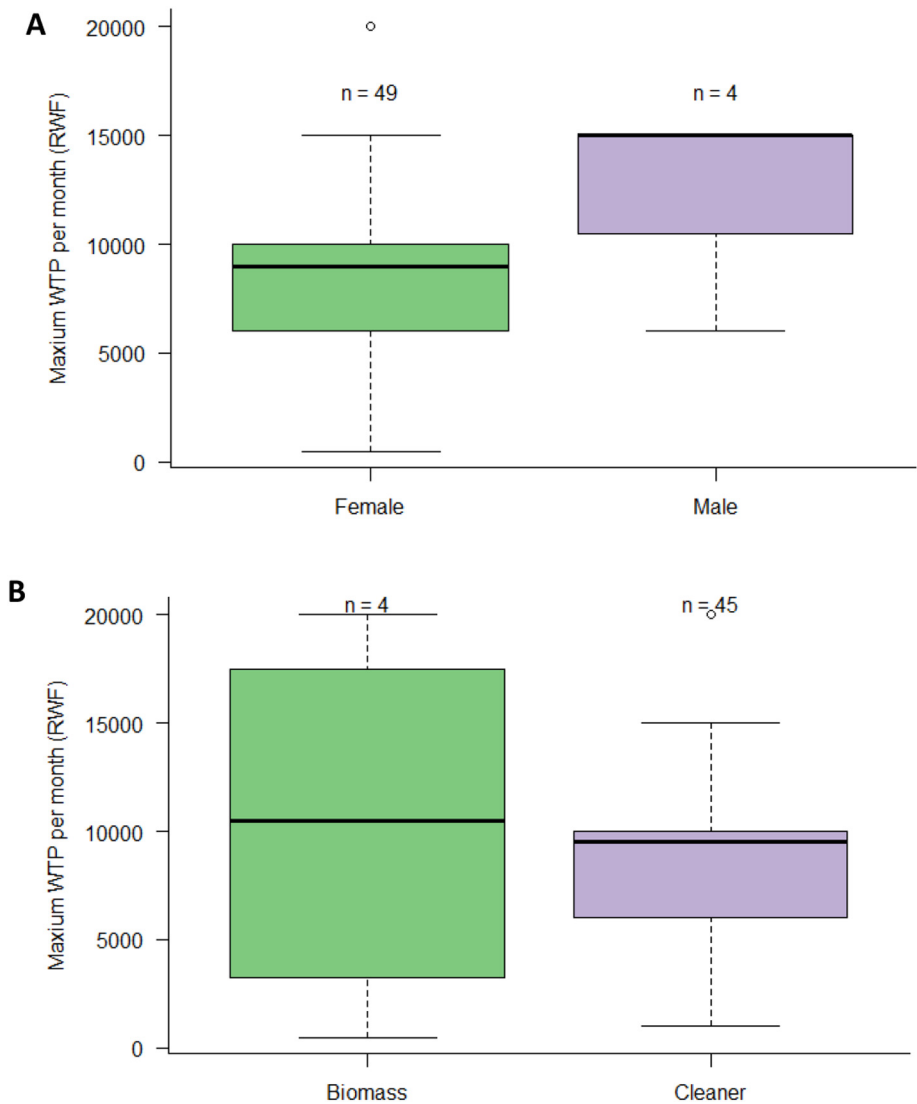 A
20000
15000
10000
5000
0
Maxium WTP per month (RWF)
n = 49
n = 4
Female
Male
B
20000
15000
10000
5000
0
Maxium WTP per month (RWF)
n = 4
n = 45
Biomass
Cleaner